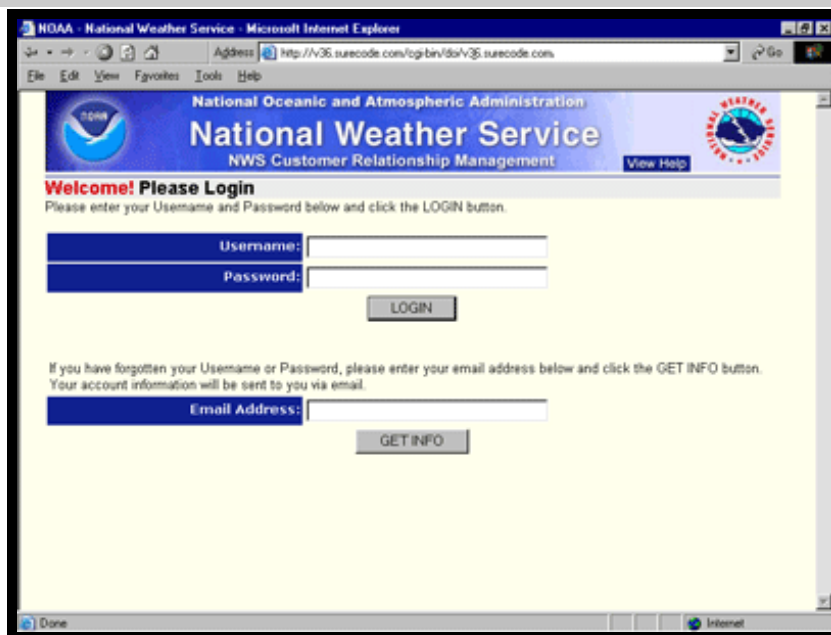 NOAA - National Weather Service - Microsoft Internet Explorer
Address http://v36.surecode.com/cgi-bin/do/v36.surecode.com Go
File Edit View Favorites Tools Help
National Oceanic and Atmospheric Administration
NOAA
National Weather Service
NWS Customer Relationship Management
View Help
Welcome! Please Login
Please enter your Username and Password below and click the LOGIN button.
Username:
Password:
LOGIN
If you have forgotten your Username or Password, please enter your email address below and click the GET INFO button.
Your account information will be sent to you via email.
Email Address:
GET INFO
Done
Internet